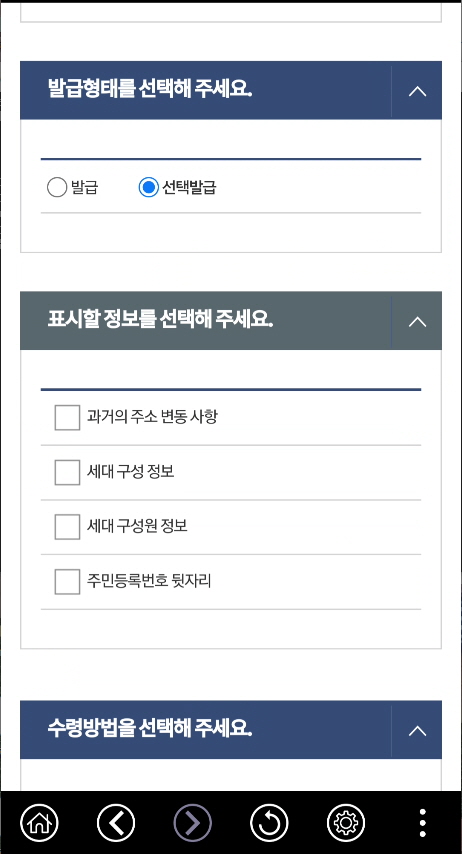 발급형태를 선택해 주세요.
발급 선택발급
표시할 정보를 선택해 주세요.
과거의 주소 변동 사항
세대 구성 정보
세대 구성원 정보
주민등록번호 뒷자리
수령방법을 선택해 주세요.